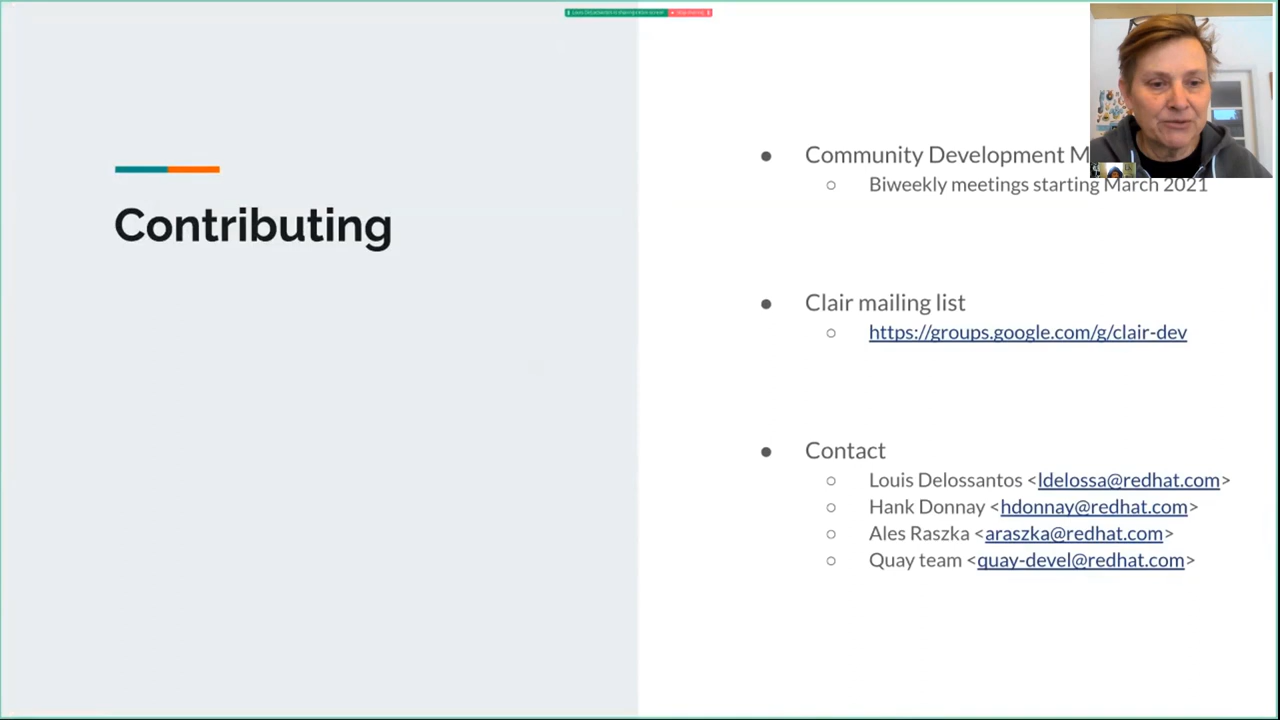 Contributing
Community Development M
Biweekly meetings starting March 2021
Clair mailing list
https://groups.google.com/g/clair-dev
Contact
Louis Delossantos <ldelossa@redhat.com>
Hank Donnay <hdonnay@redhat.com>
Ales Raszka <araszka@redhat.com>
Quay team <quay-devel@redhat.com>